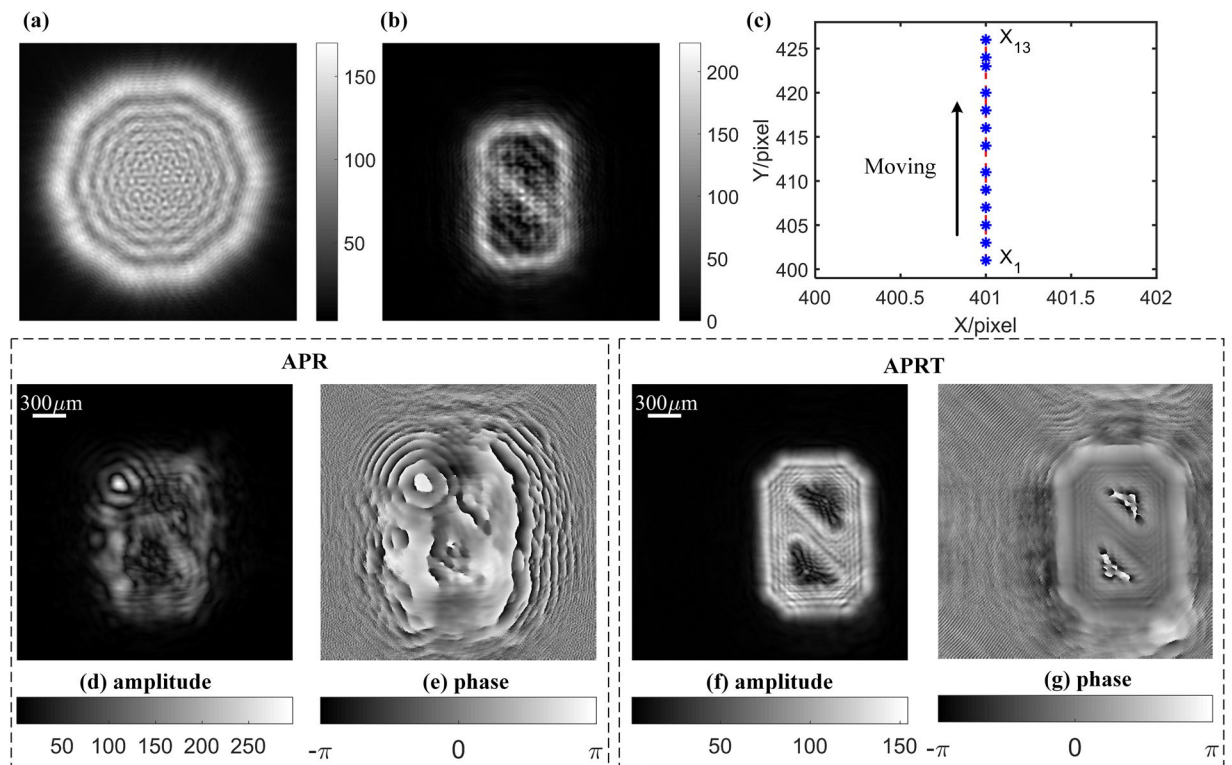 (a)
150
100
50
(b)
200
150
100
50
0
(c)
425
420
415
410
405
400
Y/pixel
X13
Moving
X1
400
400.5
401
401.5
402
X/pixel
APR
300μm
(d) amplitude
50 100 150 200 250
(e) phase
-π 0 π
APRT
300μm
(f) amplitude
50 100 150
(g) phase
-π 0 π